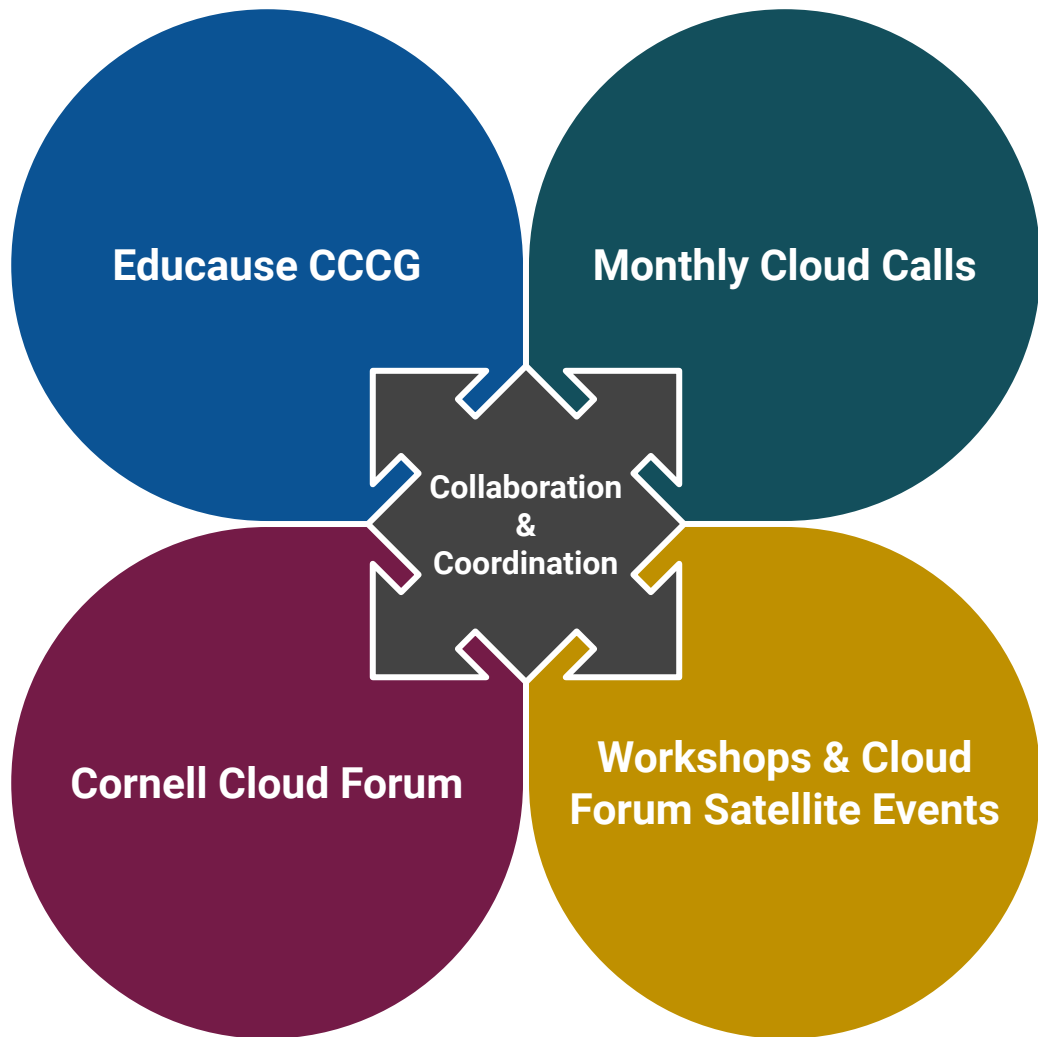 Educause CCCG
Monthly Cloud Calls
Collaboration
&
Coordination
Cornell Cloud Forum
Workshops & Cloud
Forum Satellite Events